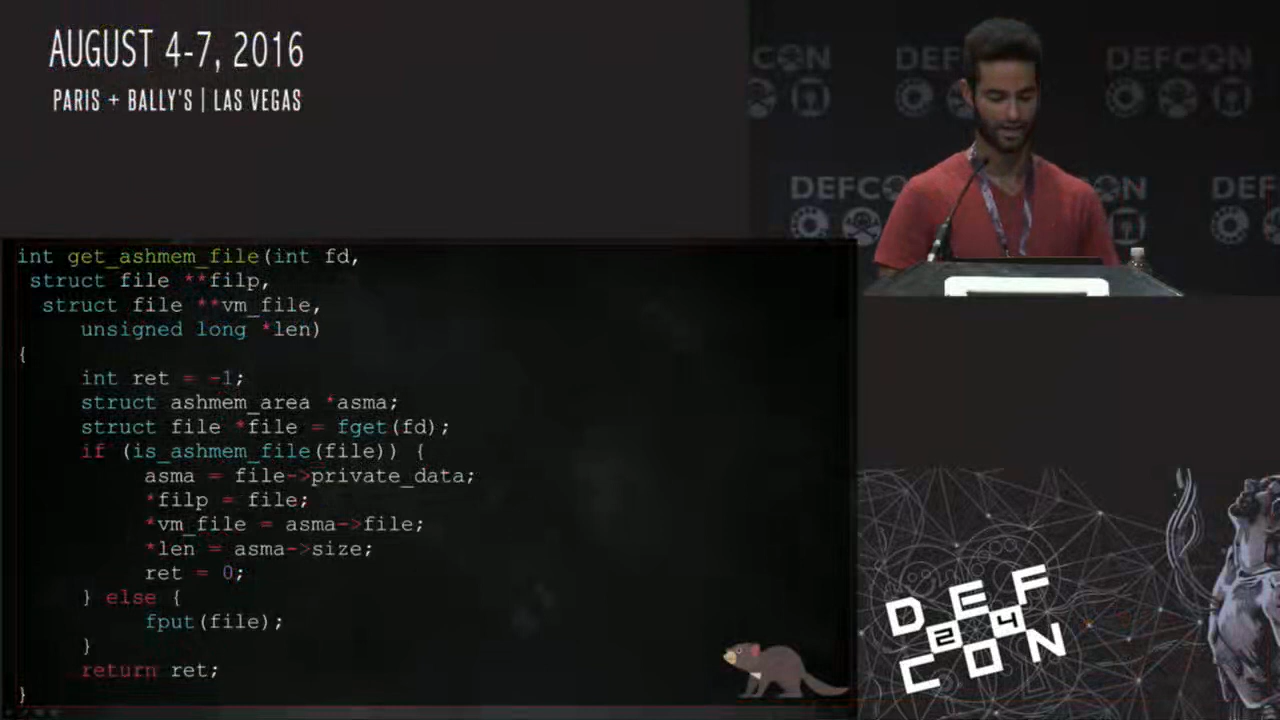 AUGUST 4-7, 2016
PARIS + BALLY'S | LAS VEGAS
DEFCON
int get_ashmem_file(int fd,
struct file **filp,
struct file **vm_file,
unsigned long *len)
{
int ret = -1;
struct ashmem_area *asma;
struct file *file = fget(fd);
if (is_ashmem_file(file)) {
asma = file->private_data;
*filp = file;
*vm_file = asma->file;
*len = asma->size;
ret = 0;
} else {
fput(file);
}
return ret;
}
DEF
24
CON